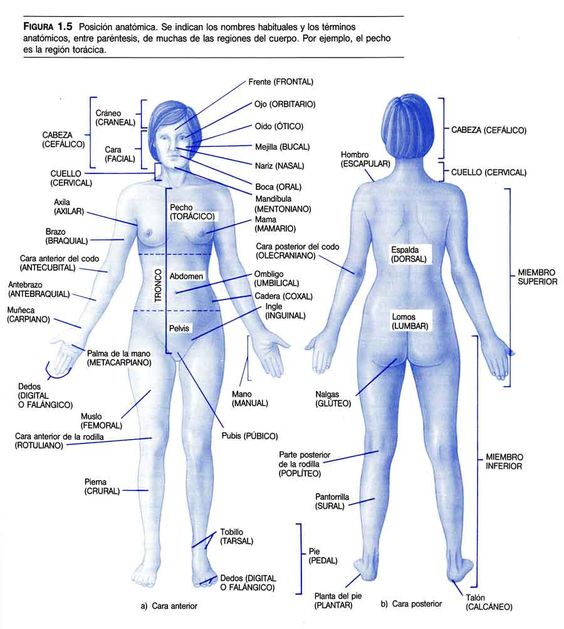 FIGURA 1.5 Posición anatómica. Se indican los nombres habituales y los términos
anatómicos, entre paréntesis, de muchas de las regiones del cuerpo. Por ejemplo, el pecho
es la región torácica.
Frente (FRONTAL)
Ojo (ORBITARIO)
Oido (ÓTICO)
Mejilla (BUCAL)
Nariz (NASAL)
Boca (ORAL)
Mandíbula
(MENTONIANO)
Mama
(MAMARIO)
Cráneo
(CRANEAL)
CABEZA
(CEFÁLICO)
Cara
(FACIAL)
CUELLO
(CERVICAL)
Axila
(AXILAR)
Brazo
(BRAQUIAL)
Cara anterior del codo
(ANTECUBITAL)
Antebrazo
(ANTEBRAQUIAL)
Muñeca
(CARPIANO)
Palma de la mano
(METACARPIANO)
Dedos
(DIGITAL
O FALÁNGICO)
Muslo
(FEMORAL)
Cara anterior de la rodilla
(ROTULIANO)
Pierna
(CRURAL)
Pecho
(TORÁCICO)
TRONCO
Abdomen
Pelvis
Ombligo
(UMBILICAL)
Cadera (COXAL)
Ingle
(INGUINAL)
Mano
(MANUAL)
Pubis (PÚBICO)
Tobillo
(TARSAL)
Pie
(PEDAL)
Dedos (DIGITAL
O FALÁNGICO)
a) Cara anterior
CABEZA (CEFÁLICO)
Hombro
(ESCAPULAR)
CUELLO (CERVICAL)
Cara posterior del codo
(OLECRANIANO)
Espalda
(DORSAL)
MIEMBRO
SUPERIOR
Lomos
(LUMBAR)
Nalgas
(GLÚTEO)
Parte posterior
de la rodilla
(POPLÍTEO)
MIEMBRO
INFERIOR
Pantorrilla
(SURAL)
Planta del pie
(PLANTAR)
Talón
(CALCÁNEO)
b) Cara posterior